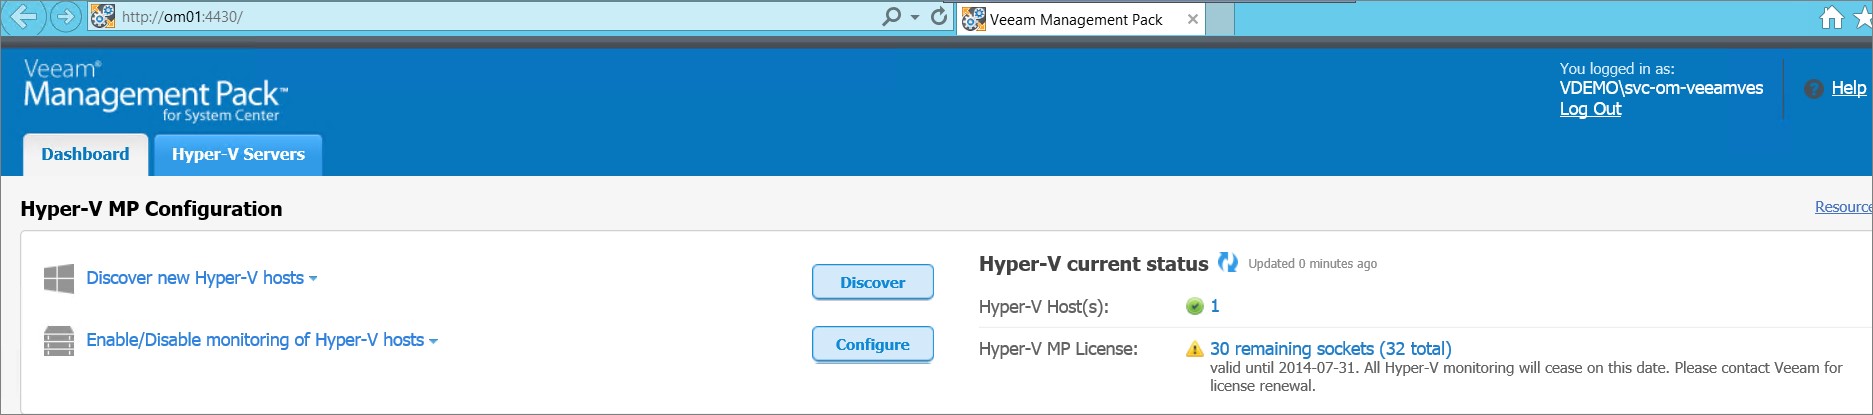 http://om01:4430/
Veeam Management Pack
Veeam®
Management Pack™
for System Center
You logged in as:
VDEMO\svc-om-veeamves
Log Out
? Help
Dashboard
Hyper-V Servers
Hyper-V MP Configuration
Resource
Discover new Hyper-V hosts
Discover
Enable/Disable monitoring of Hyper-V hosts
Configure
Hyper-V current status
Updated 0 minutes ago
Hyper-V Host(s):
1
Hyper-V MP License:
30 remaining sockets (32 total)
valid until 2014-07-31. All Hyper-V monitoring will cease on this date. Please contact Veeam for
license renewal.